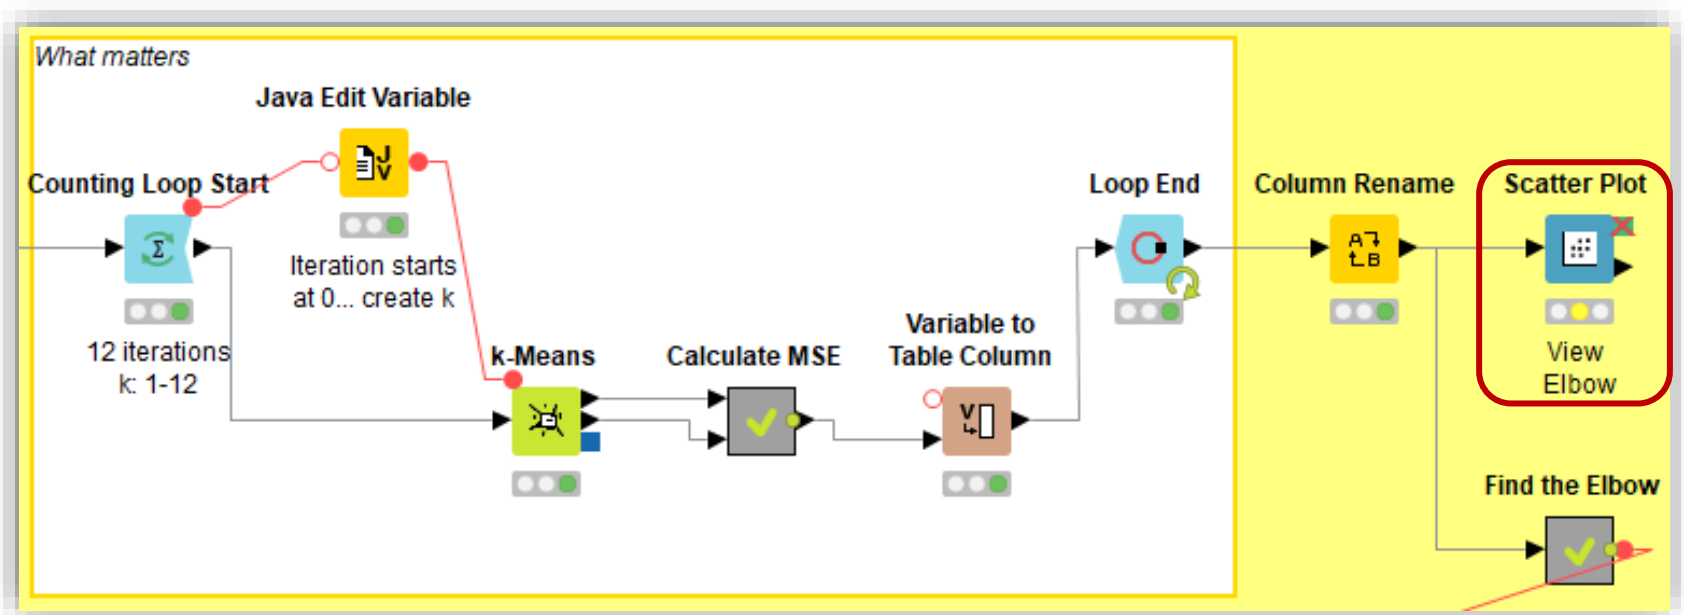 What matters
Java Edit Variable
Counting Loop Start
Iteration starts
at 0... create k
12 iterations
k: 1-12
k-Means
Calculate MSE
Variable to
Table Column
Loop End
Column Rename
Scatter Plot
View
Elbow
Find the Elbow
J
V
Σ
A
B
V